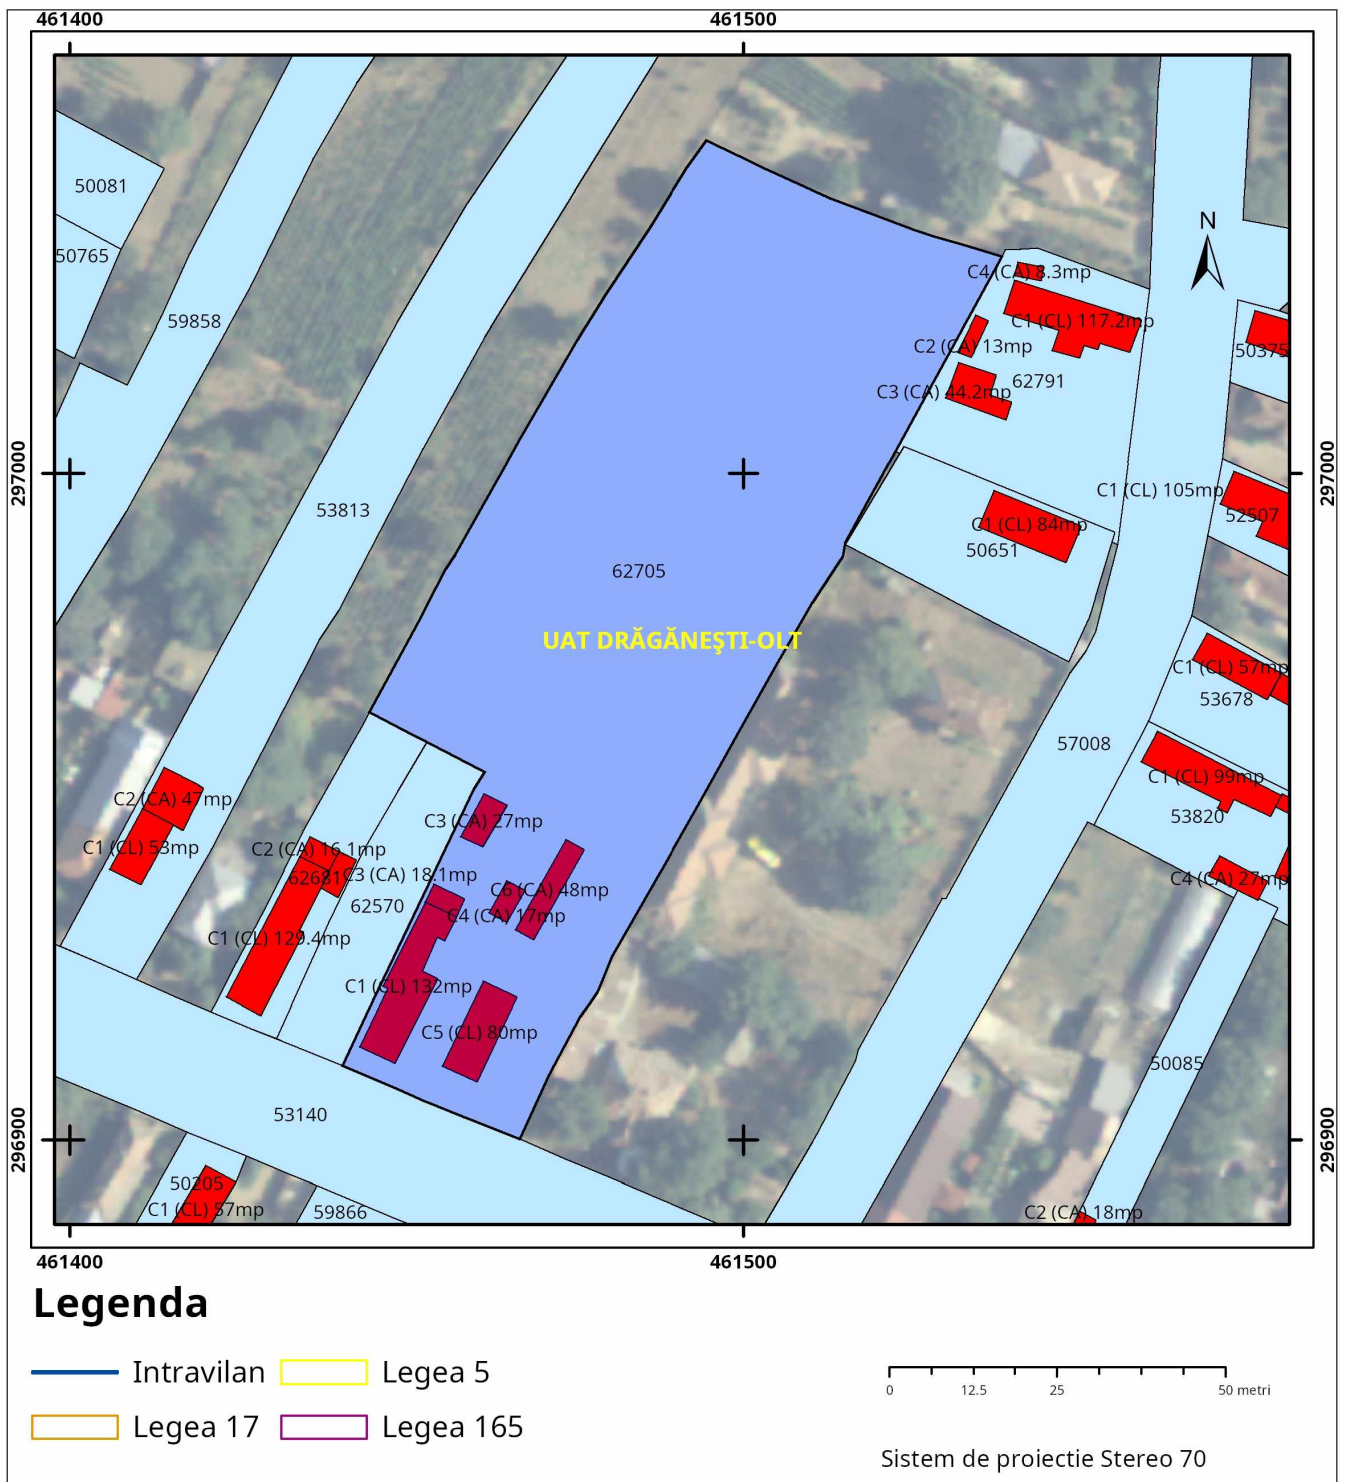 461400
461500
50081
50765
59858
N
C4 (CA) 8.3mp
C1 (CL) 117.2mp
C2 (CA) 13mp
50375
62791
C3 (CA) 44.2mp
297000
297000
C1 (CL) 105mp
53813
52507
C1 (CL) 84mp
50651
62705
UAT DRĂGĂNEŞTI-OLT
C1 (CL) 57mp
53678
57008
C1 (CL) 99mp
C2 (CA) 47mp
53820
C3 (CA) 27mp
C1 (CL) 53mp
C2 (CA) 16.1mp
62681
C3 (CA) 18.1mp
C4 (CA) 27mp
C6 (CA) 48mp
62570
C4 (CA) 17mp
C1 (CL) 129.4mp
C1 (CL) 132mp
C5 (CL) 80mp
50085
53140
296900
296900
50205
C1 (CL) 57mp
59866
C2 (CA) 18mp
461400
461500
Legenda
Intravilan
Legea 5
Legea 17
Legea 165
0 12.5 25 50 metri
Sistem de proiectie Stereo 70